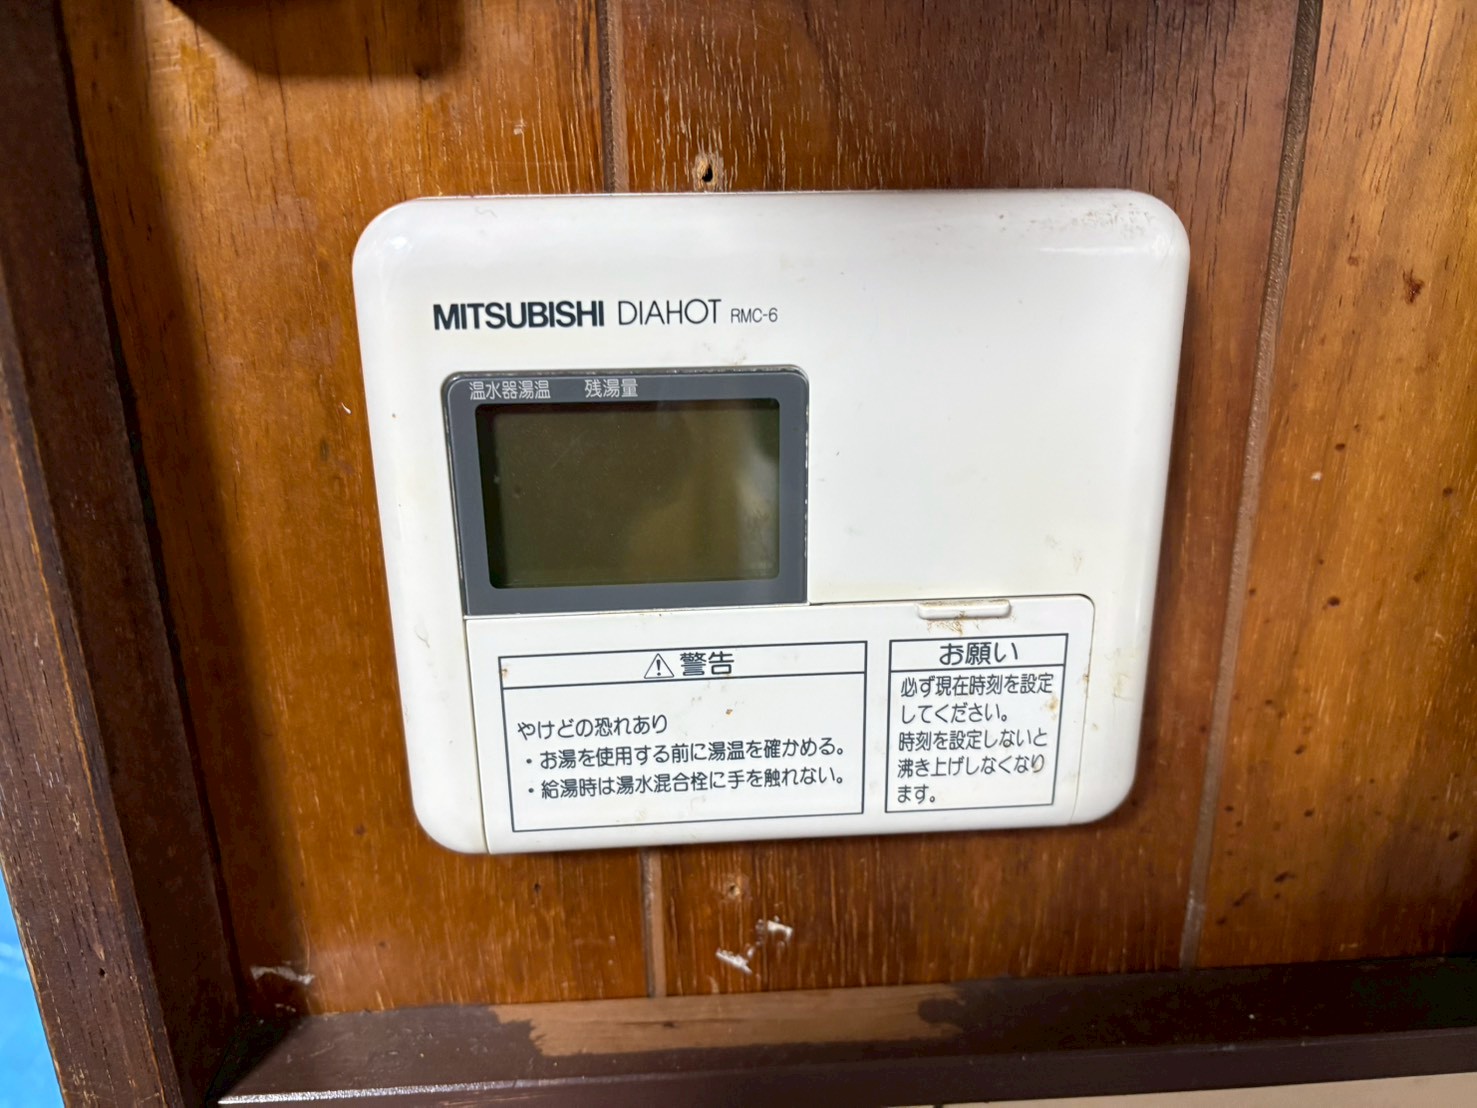 MITSUBISHI DIAHOT RMC-6
温水器湯温 残湯量
⚠警告
やけどの恐れあり
・お湯を使用する前に湯温を確かめる。
・給湯時は湯水混合栓に手を触れない。
お願い
必ず現在時刻を設定
してください。
時刻を設定しないと
沸き上げしなくなり
ます。